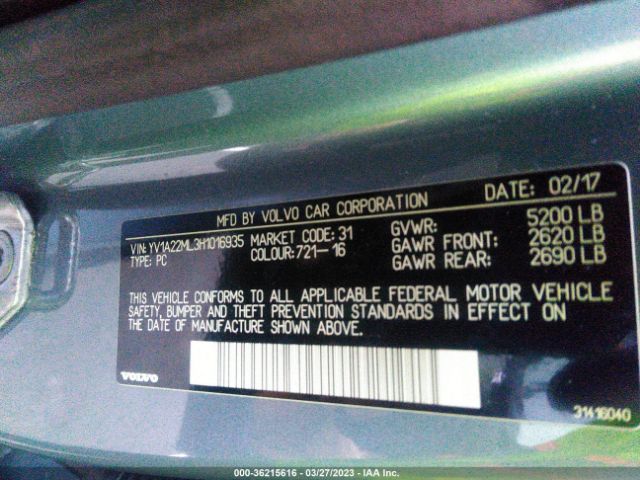 MFD BY VOLVO CAR CORPORATION DATE: 02/17
VIN: YV1A22ML3H1016935 MARKET CODE: 31 GVWR: 5200 LB
TYPE: PC COLOUR: 721-16 GAWR FRONT: 2620 LB
GAWR REAR: 2690 LB
THIS VEHICLE CONFORMS TO ALL APPLICABLE FEDERAL MOTOR VEHICLE
SAFETY, BUMPER AND THEFT PREVENTION STANDARDS IN EFFECT ON
THE DATE OF MANUFACTURE SHOWN ABOVE.
VOLVO 31416040
000-36215616 - 03/27/2023 - IAA Inc.